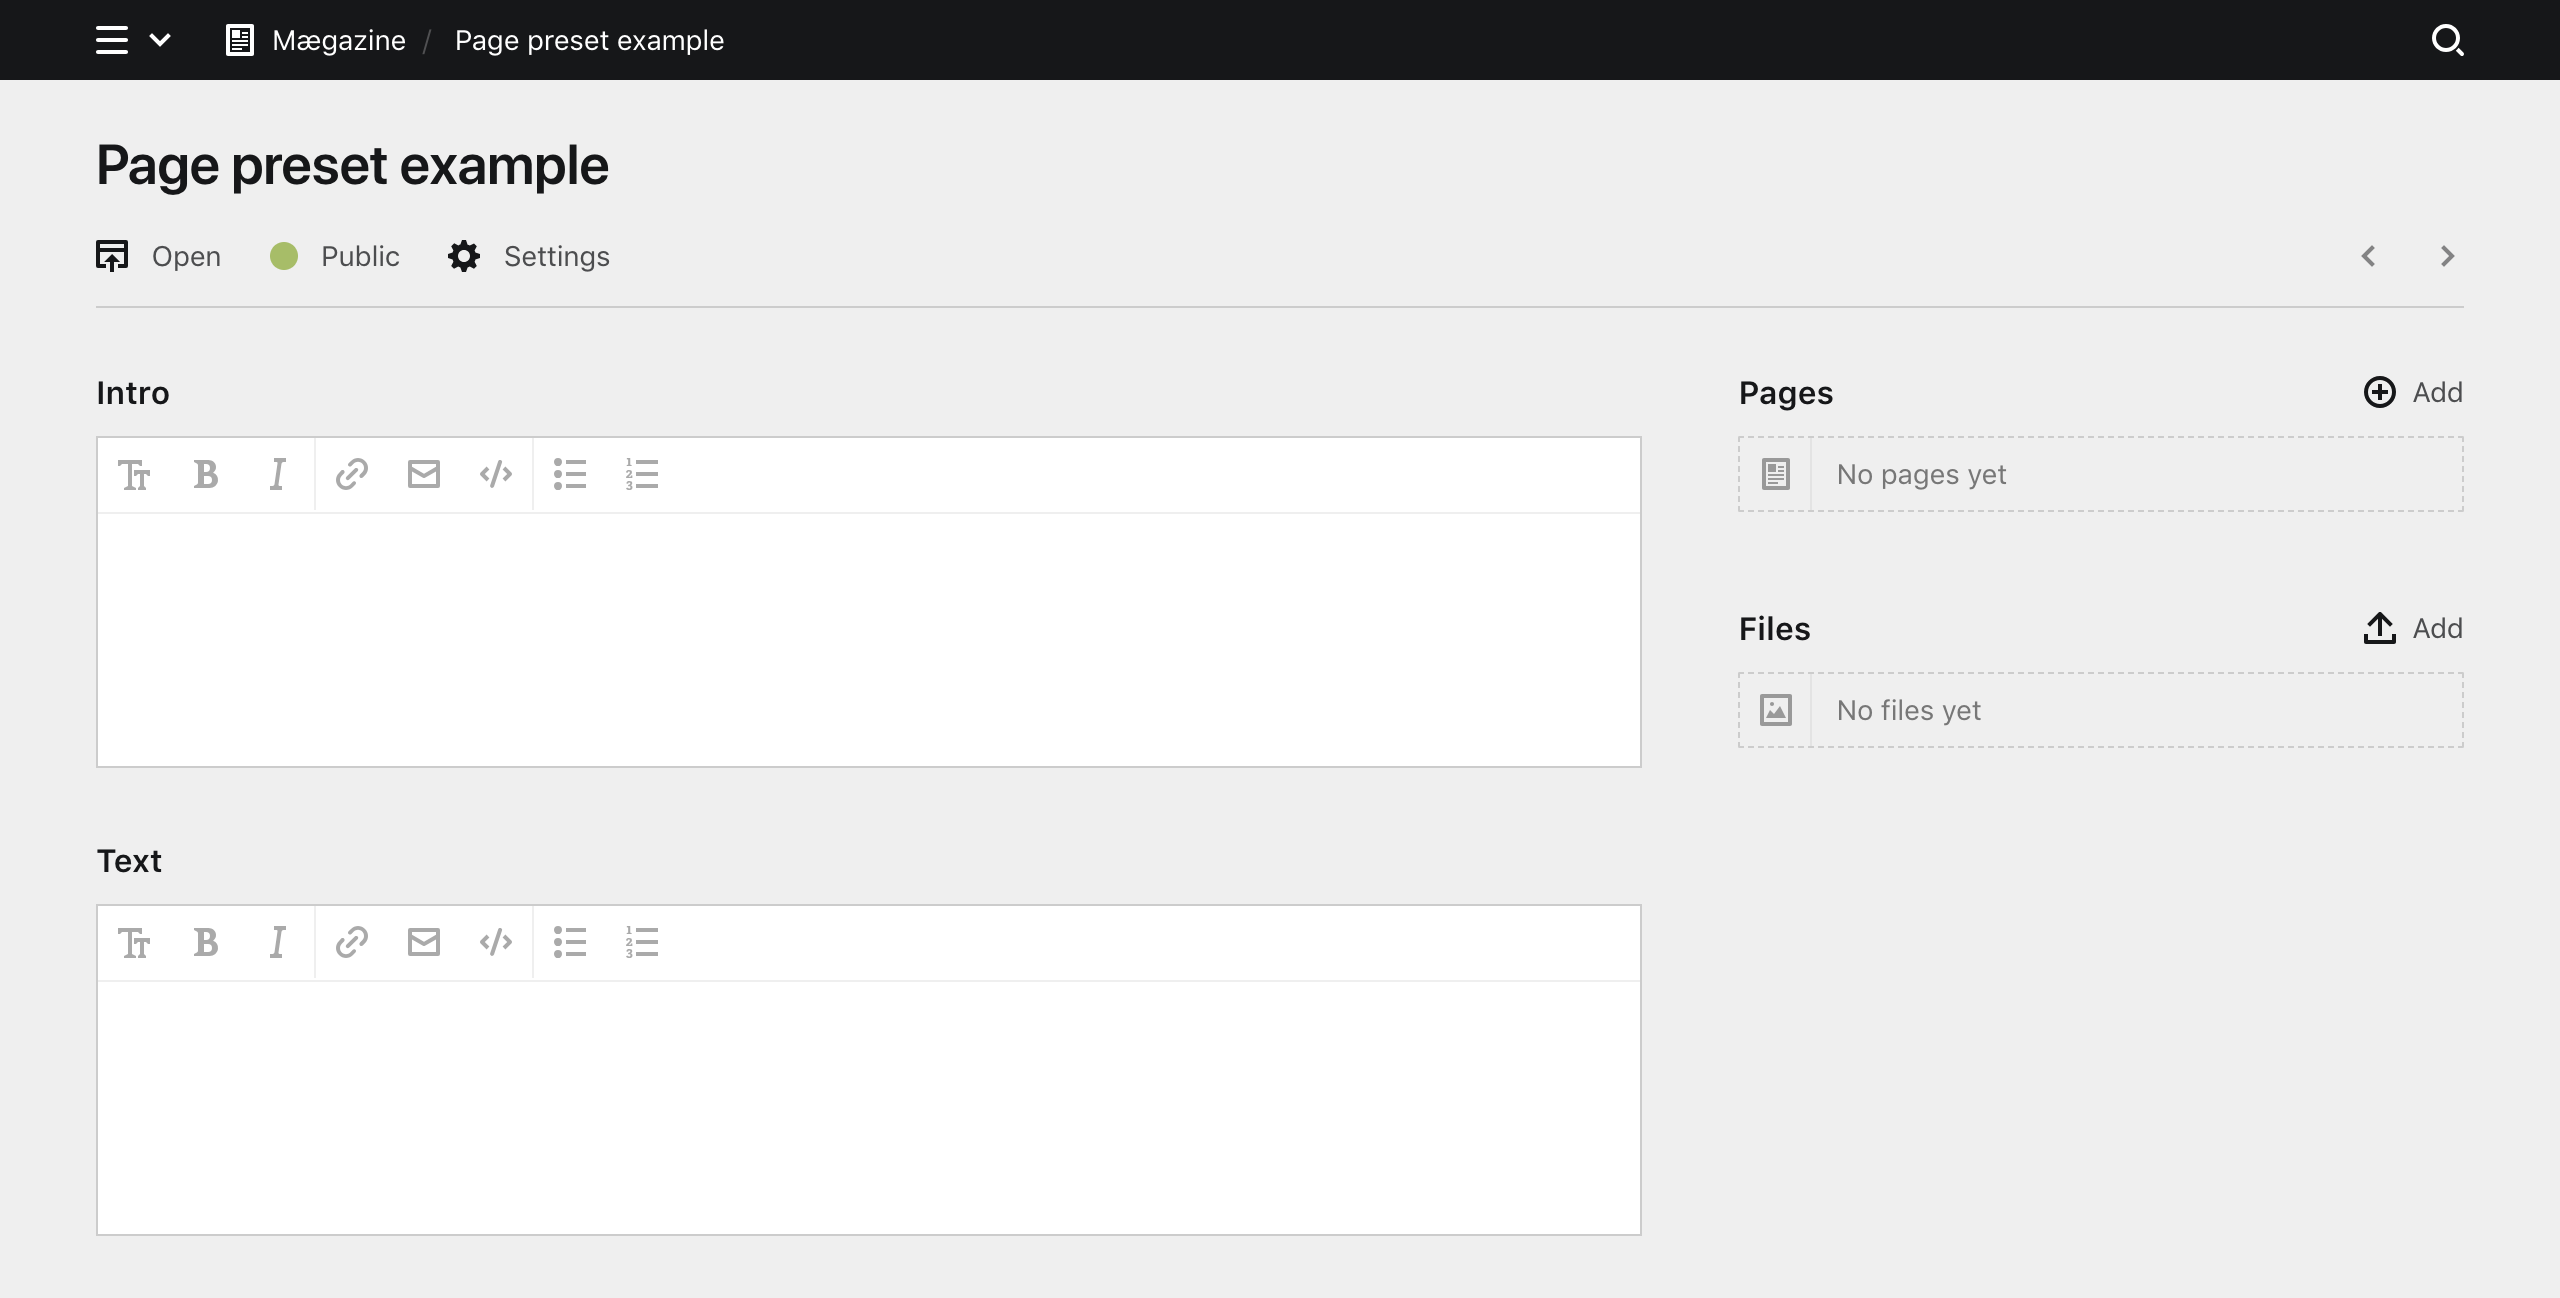 Mægazine / Page preset example
Page preset example
Open Public Settings
Intro
Pages Add
No pages yet
Files Add
No files yet
Text